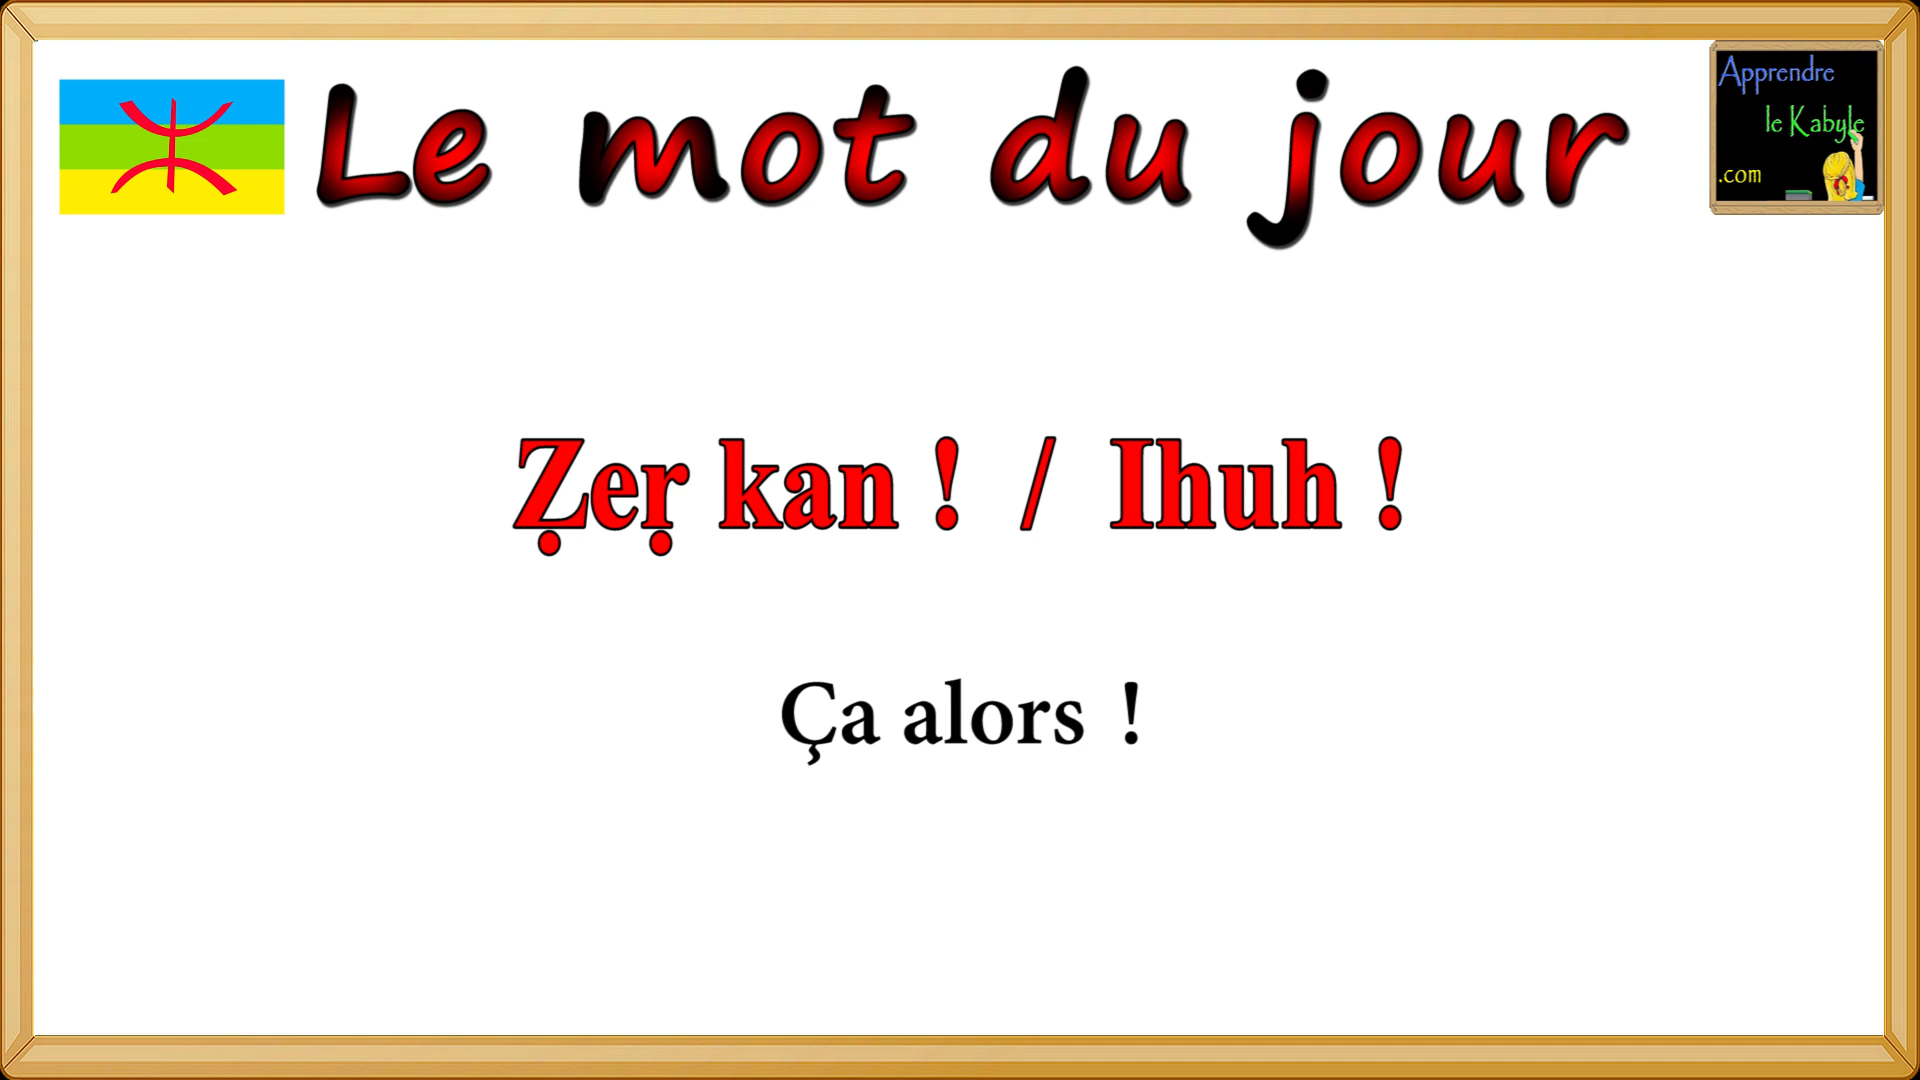 Le mot du jour
Apprendre
le Kabyle
.com
Ẓeṛ kan ! / Ihuh !
Ça alors !